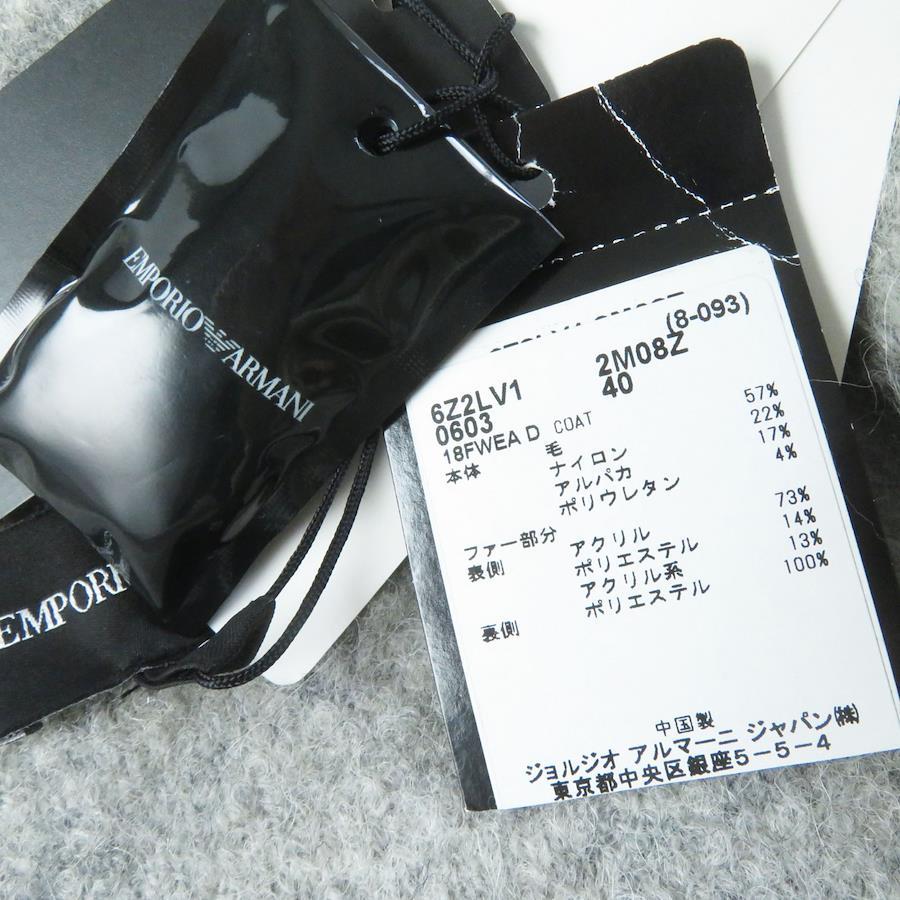 EMPORIO ARMANI
EMPORI
(8-093)
6Z2LV1 2M08Z
0603 40
18FWEA D COAT
本体 毛 57%
ナイロン 22%
アルパカ 17%
ポリウレタン 4%
ファー部分
表側 アクリル 73%
ポリエステル 14%
アクリル系 13%
裏側 ポリエステル 100%
中国製
ジョルジオ アルマーニ ジャパン㈱
東京都中央区銀座5-5-4